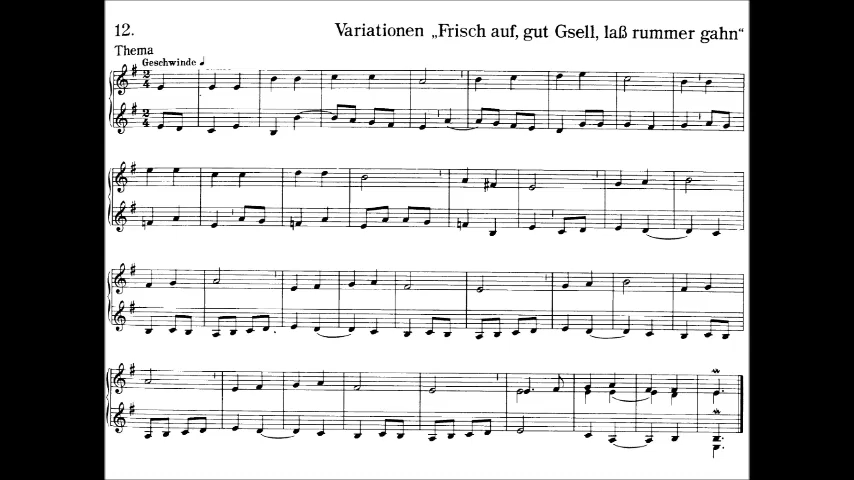 12.
Variationen „Frisch auf, gut Gsell, laß rummer gahn“
Thema
Geschwinde ♩